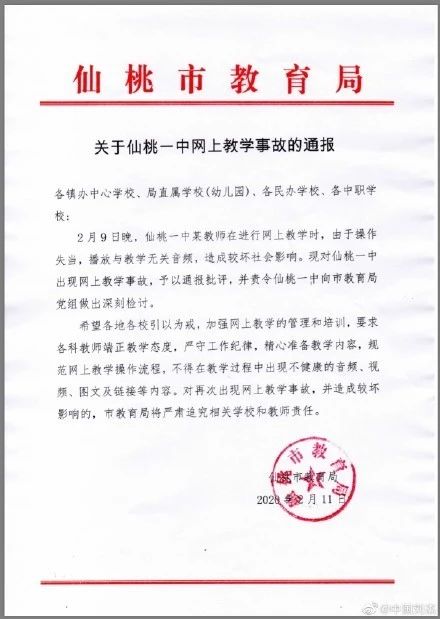 仙桃市教育局
关于仙桃一中网上教学事故的通报
各镇办中心学校、局直属学校(幼儿园)、各民办学校、各中职学
校:
2月9日晚，仙桃一中某教师在进行网上教学时，由于操作
失当，播放与教学无关音频，造成较坏社会影响。现对仙桃一中
出现网上教学事故，予以通报批评，并责令仙桃一中向市教育局
党组做出深刻检讨。
希望各地各校引以为戒，加强网上教学的管理和培训，要求
各科教师端正教学态度，严守工作纪律，精心准备教学内容，规
范网上教学操作流程，不得在教学过程中出现不健康的音频、视
频、图文及链接等内容。对再次出现网上教学事故，并造成较坏
影响的，市教育局将严肃追究相关学校和教师责任。
仙桃市教育局
仙桃市教育局
2020年2月11日